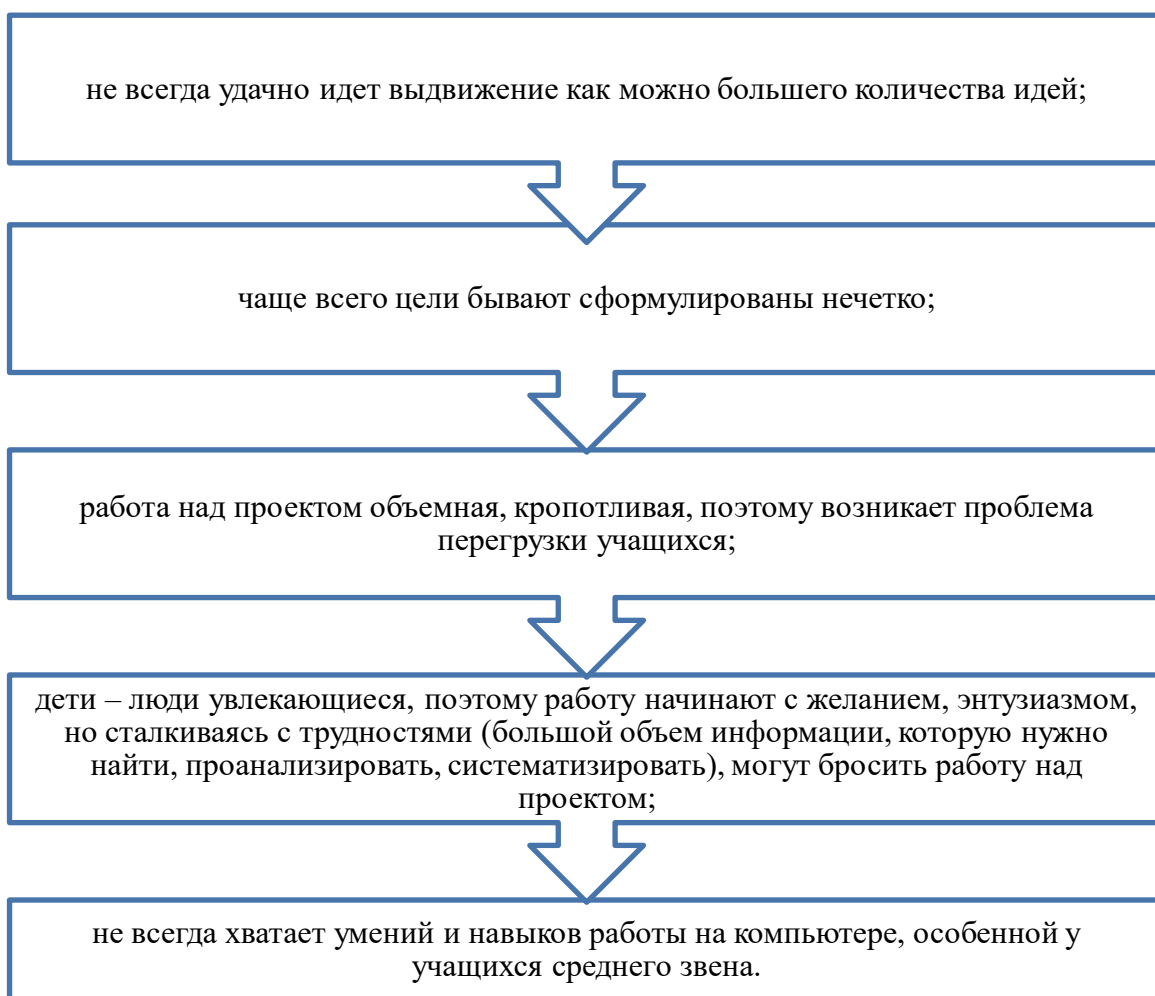 не всегда удачно идет выдвижение как можно большего количества идей;
чаще всего цели бывают сформулированы нечетко;
работа над проектом объемная, кропотливая, поэтому возникает проблема
перегрузки учащихся;
дети – люди увлекающиеся, поэтому работу начинают с желанием, энтузиазмом,
но сталкиваясь с трудностями (большой объем информации, которую нужно
найти, проанализировать, систематизировать), могут бросить работу над
проектом;
не всегда хватает умений и навыков работы на компьютере, особенной у
учащихся среднего звена.